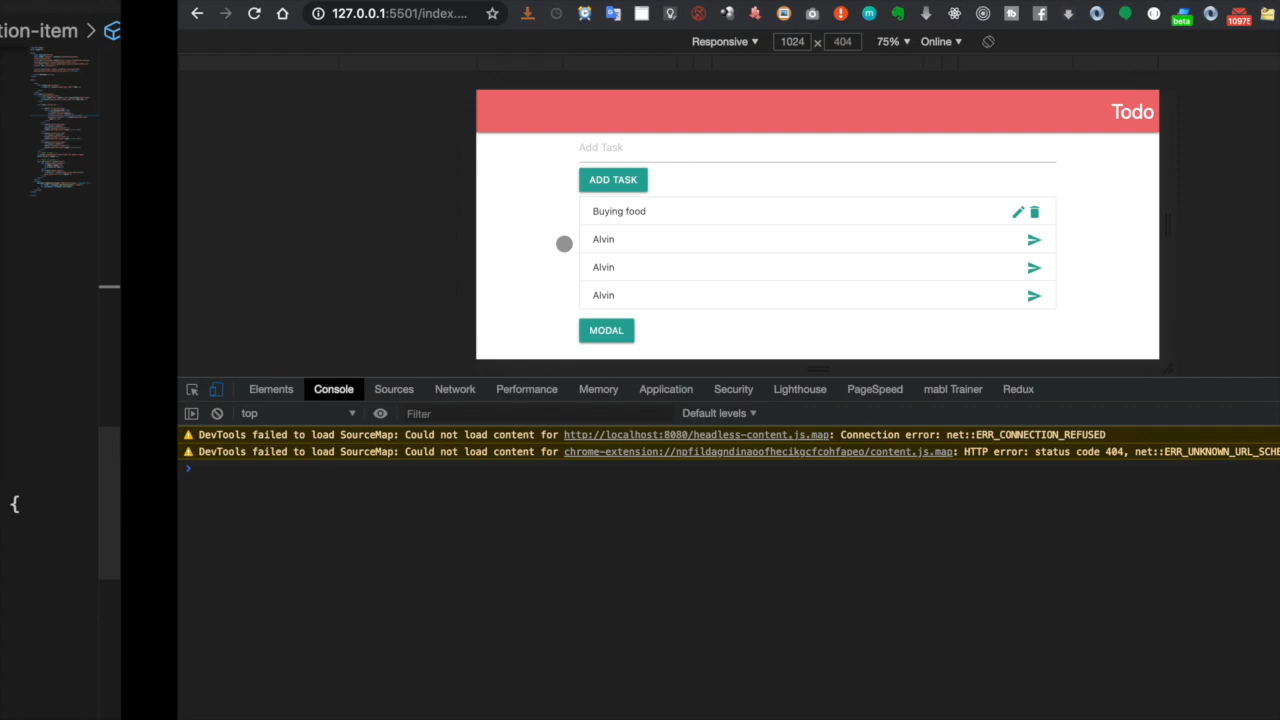 tion-item >
127.0.0.1:5501/index....
beta
1097
Responsive ▼ 1024 x 404 75% ▼ Online ▼
Todo
Add Task
ADD TASK
Buying food
Alvin
Alvin
Alvin
MODAL
Elements Console Sources Network Performance Memory Application Security Lighthouse PageSpeed mabl Trainer Redux
top ▼ Filter Default levels ▼
DevTools failed to load SourceMap: Could not load content for http://localhost:8080/headless-content.js.map: Connection error: net::ERR_CONNECTION_REFUSED
DevTools failed to load SourceMap: Could not load content for chrome-extension://npfildagndinaoofhecikgcfcohfapeo/content.js.map: HTTP error: status code 404, net::ERR_UNKNOWN_URL_SCHE
>
{